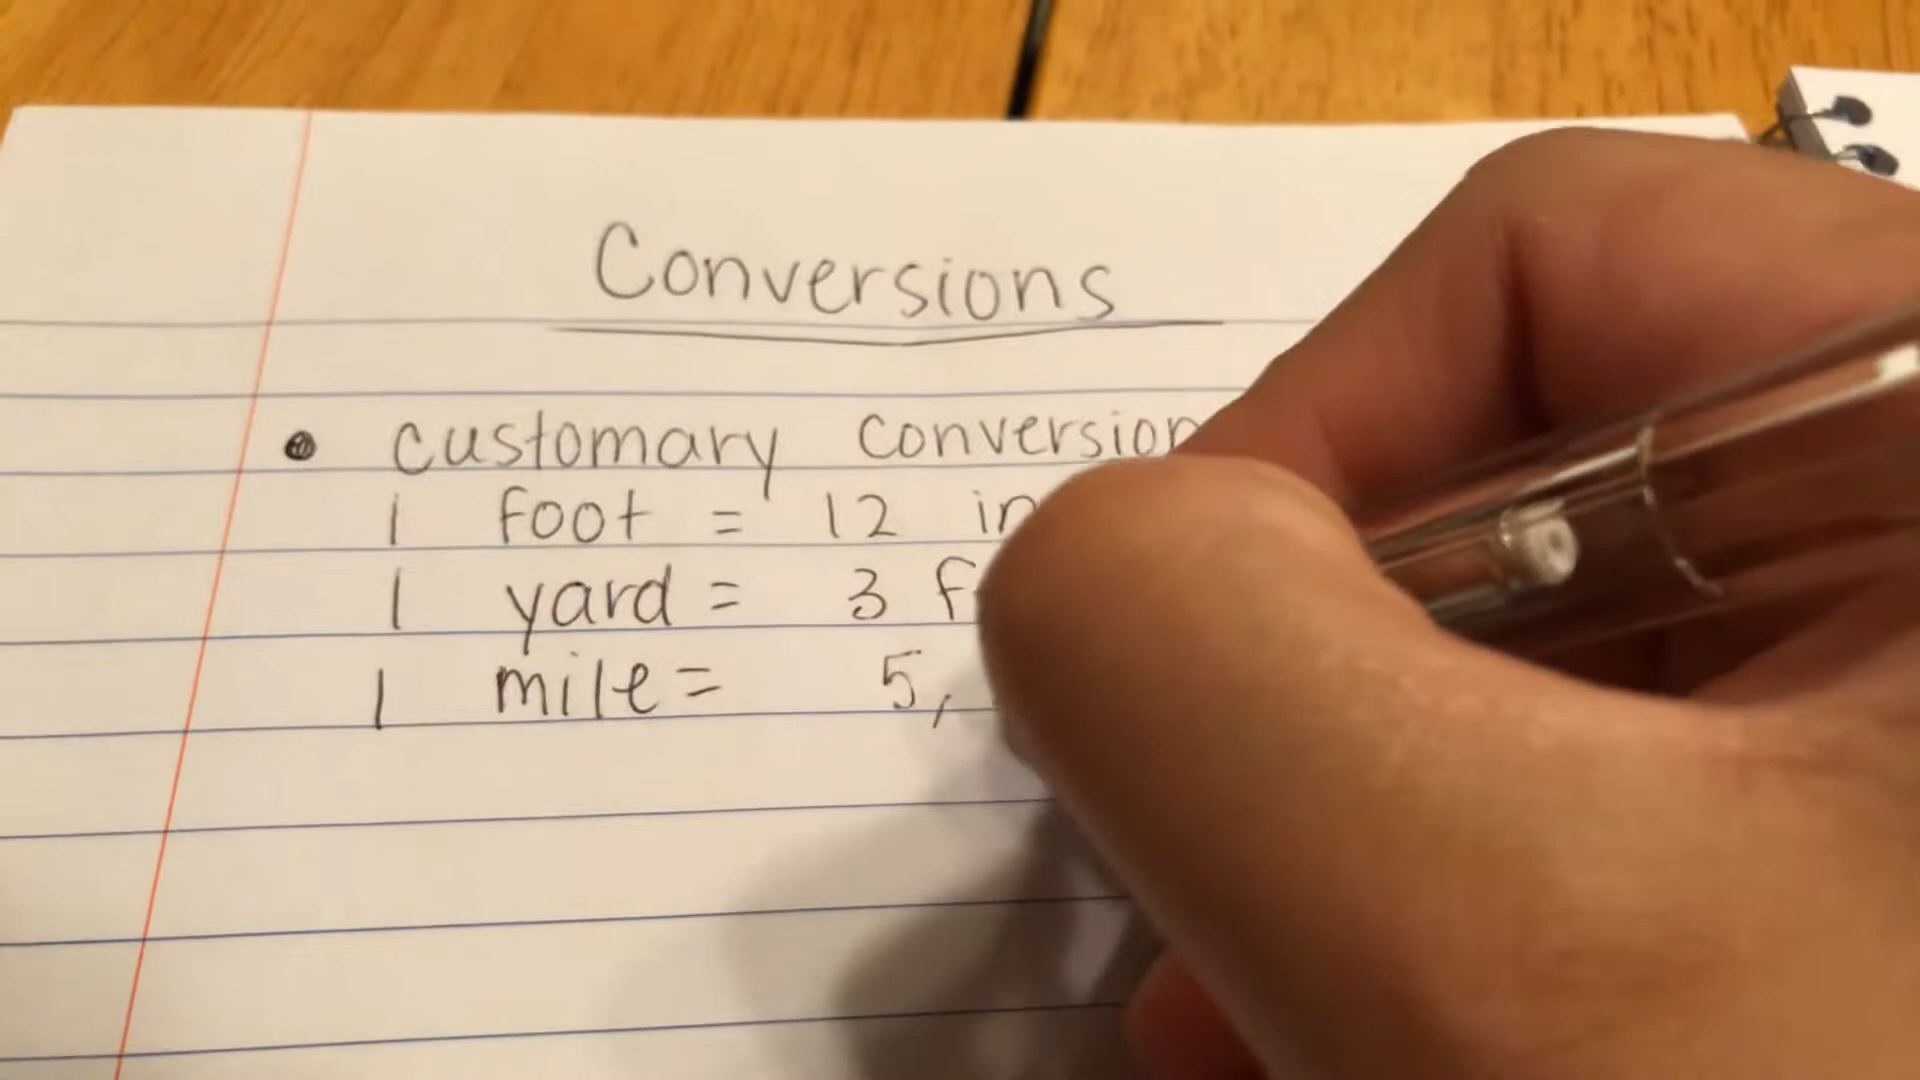 Conversions
• customary conversion
1 foot = 12 in
1 yard = 3 f
1 mile = 5,